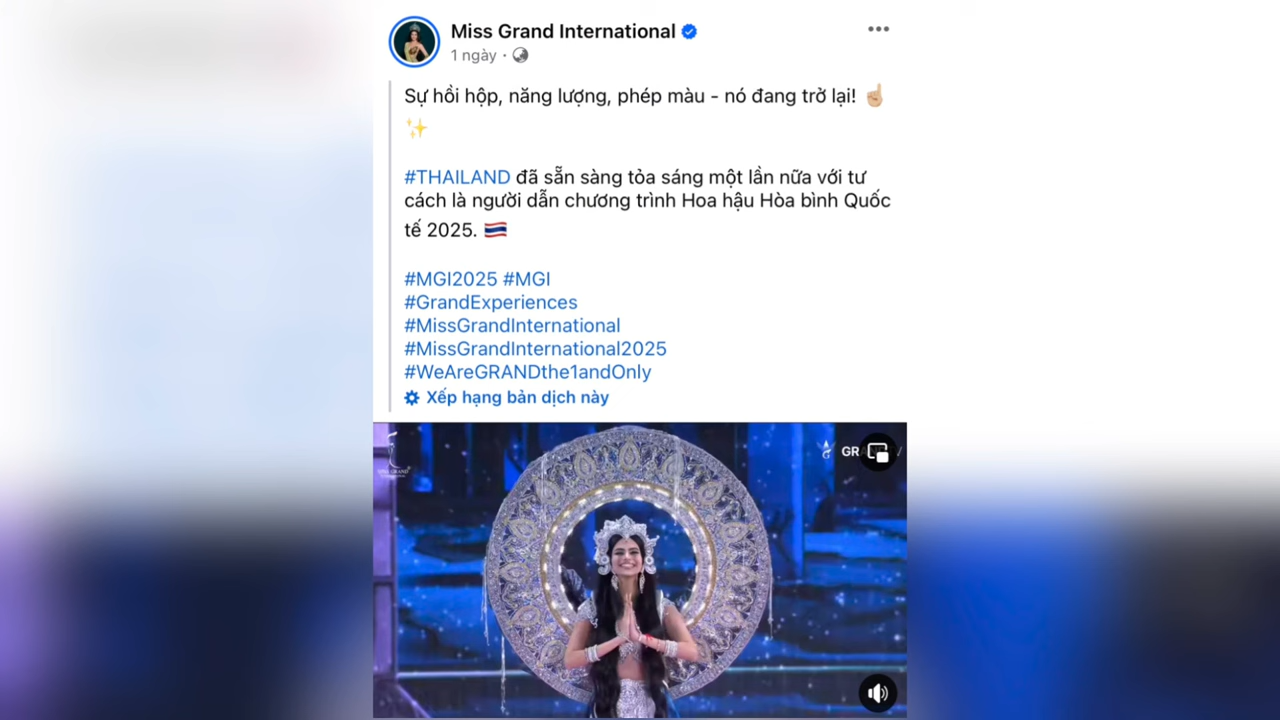 Miss Grand International
1 ngày ·
Sự hồi hộp, năng lượng, phép màu - nó đang trở lại! ☝🏼
✨
#THAILAND đã sẵn sàng tỏa sáng một lần nữa với tư
cách là người dẫn chương trình Hoa hậu Hòa bình Quốc
tế 2025. 🇹🇭
#MGI2025 #MGI
#GrandExperiences
#MissGrandInternational
#MissGrandInternational2025
#WeAreGRANDthe1andOnly
Xếp hạng bản dịch này